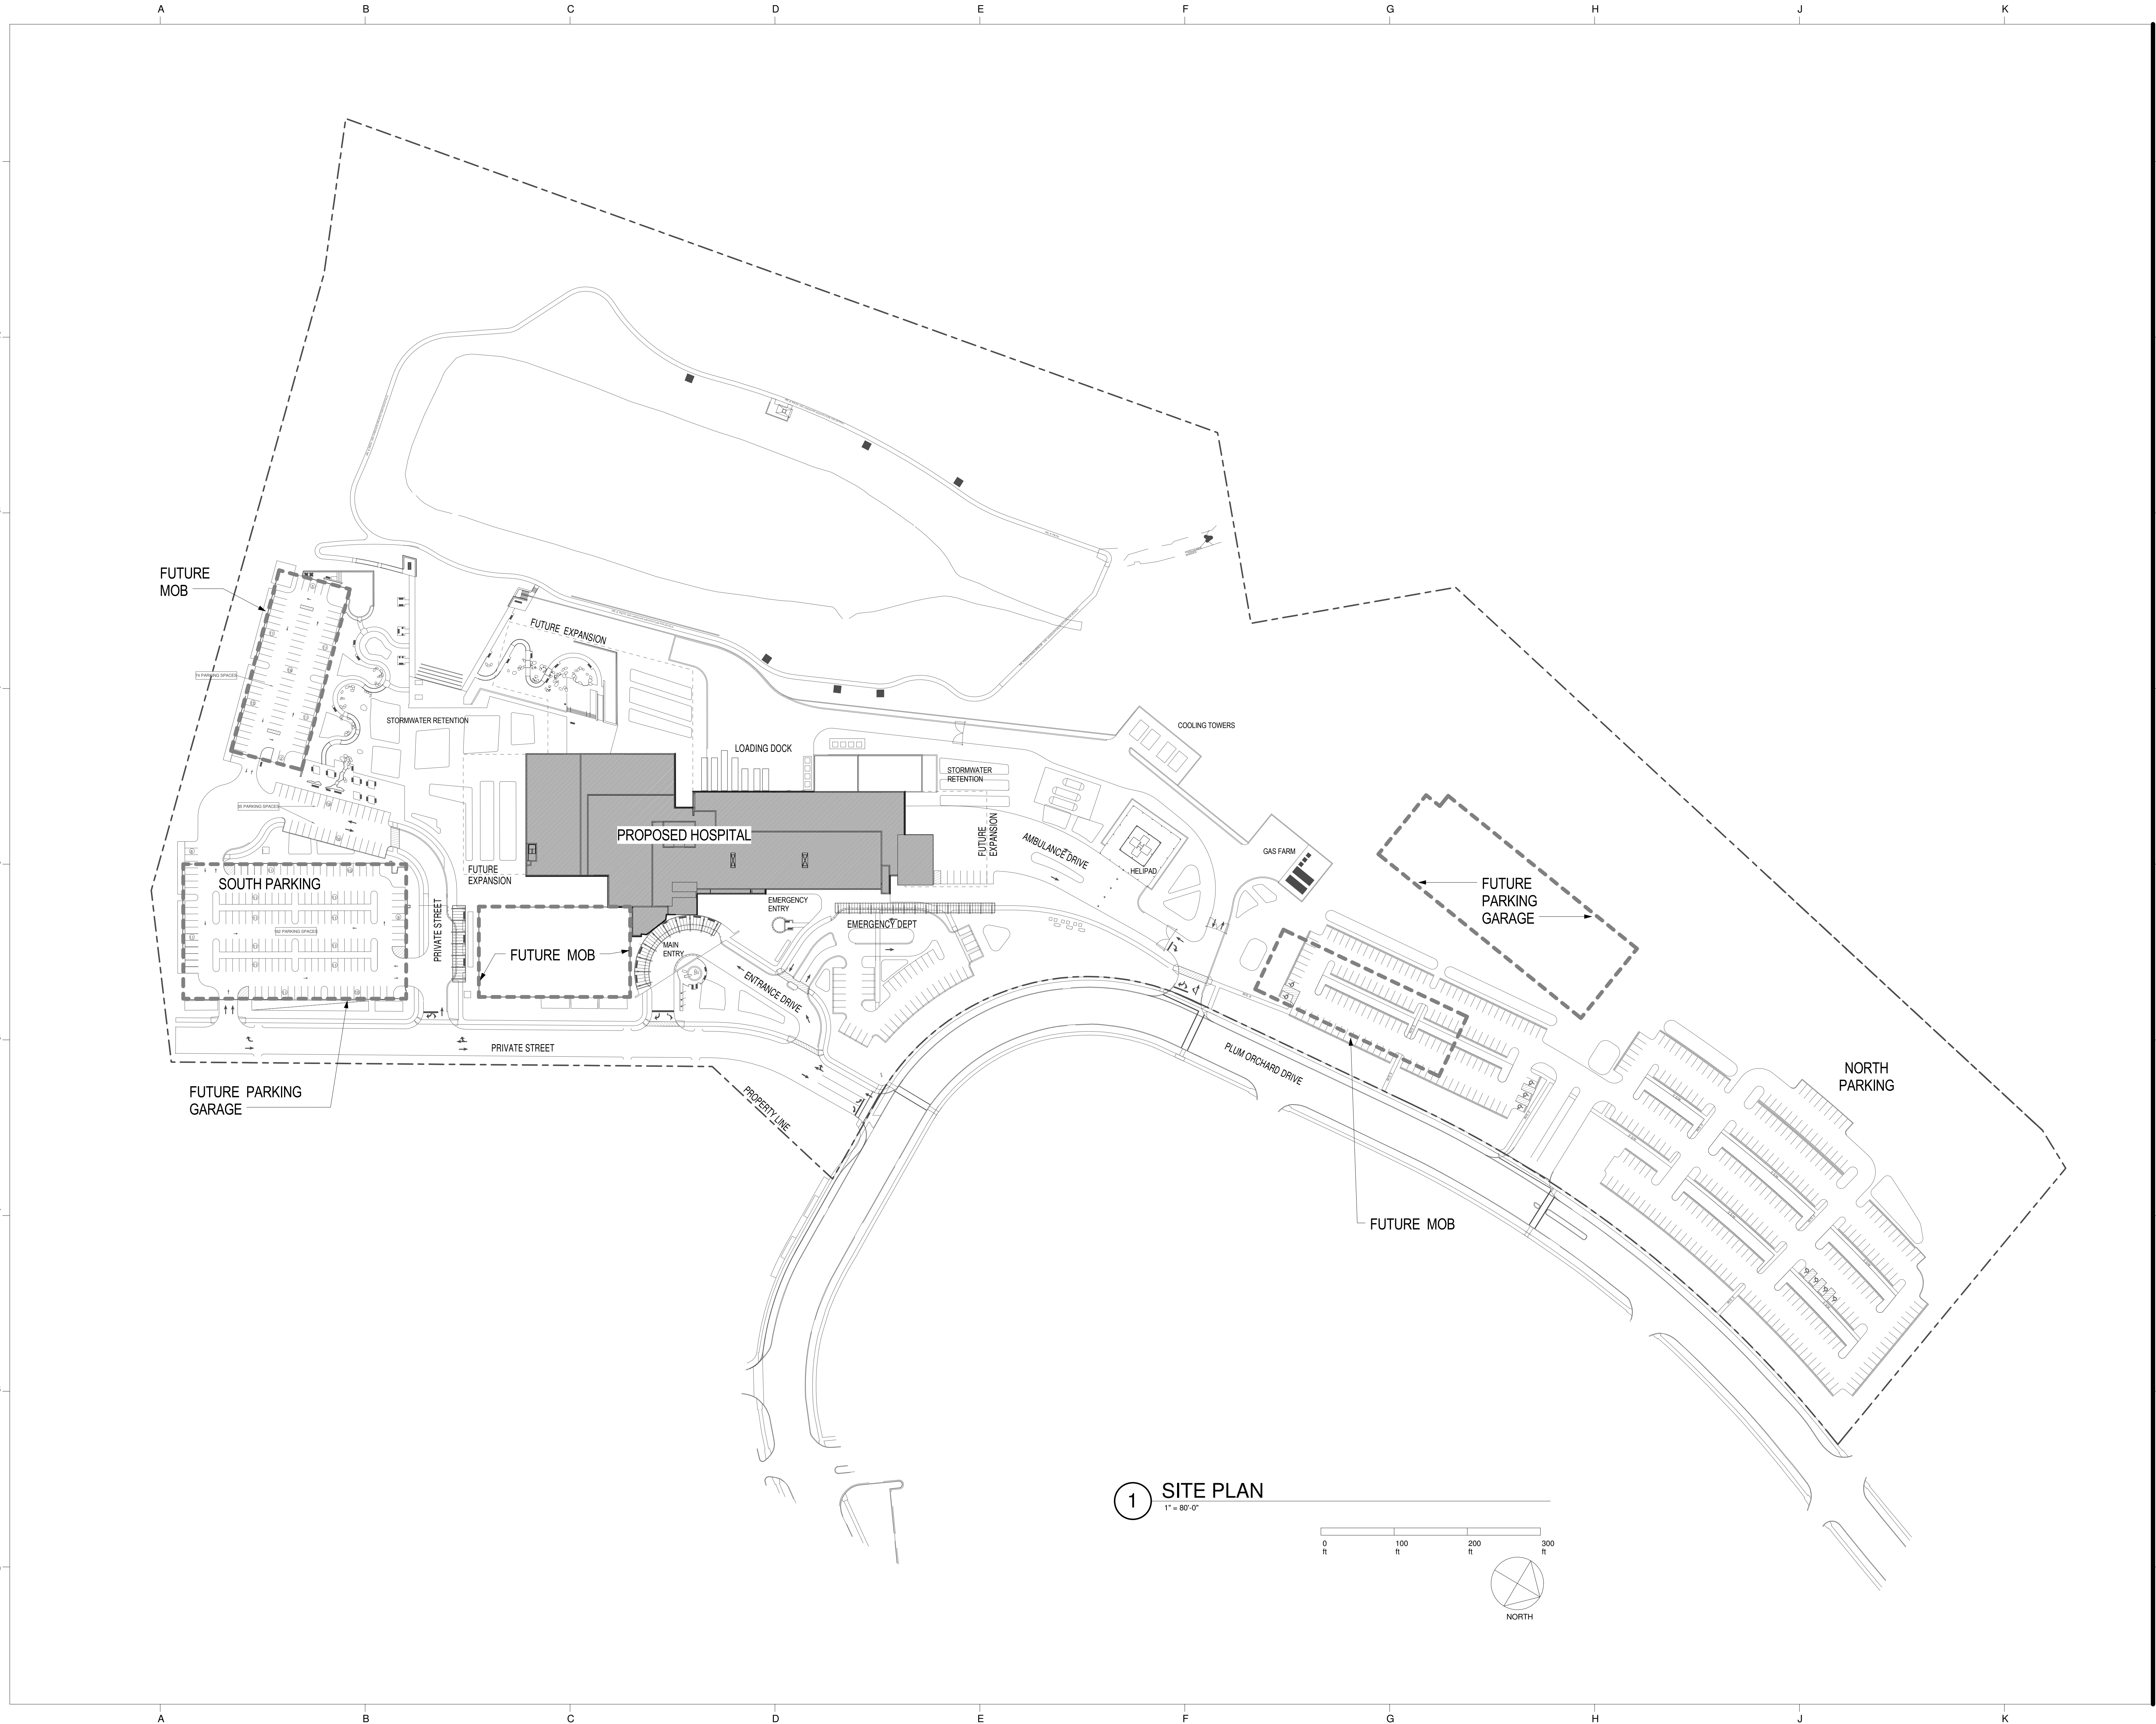 A B C D E F G H J K
FUTURE
MOB
FUTURE EXPANSION
74 PARKING SPACES
STORMWATER RETENTION
COOLING TOWERS
LOADING DOCK
STORMWATER
RETENTION
PROPOSED HOSPITAL
FUTURE
EXPANSION
AMBULANCE DRIVE
GAS FARM
HELIPAD
FUTURE
EXPANSION
SOUTH PARKING
FUTURE
PARKING
GARAGE
EMERGENCY
ENTRY
EMERGENCY DEPT
PRIVATE STREET
FUTURE MOB
MAIN
ENTRY
ENTRANCE DRIVE
PRIVATE STREET
PLUM ORCHARD DRIVE
NORTH
PARKING
FUTURE PARKING
GARAGE
PROPERTY LINE
FUTURE MOB
1
SITE PLAN
1" = 80'-0"
0
ft
100
ft
200
ft
300
ft
NORTH
A B C D E F G H J K